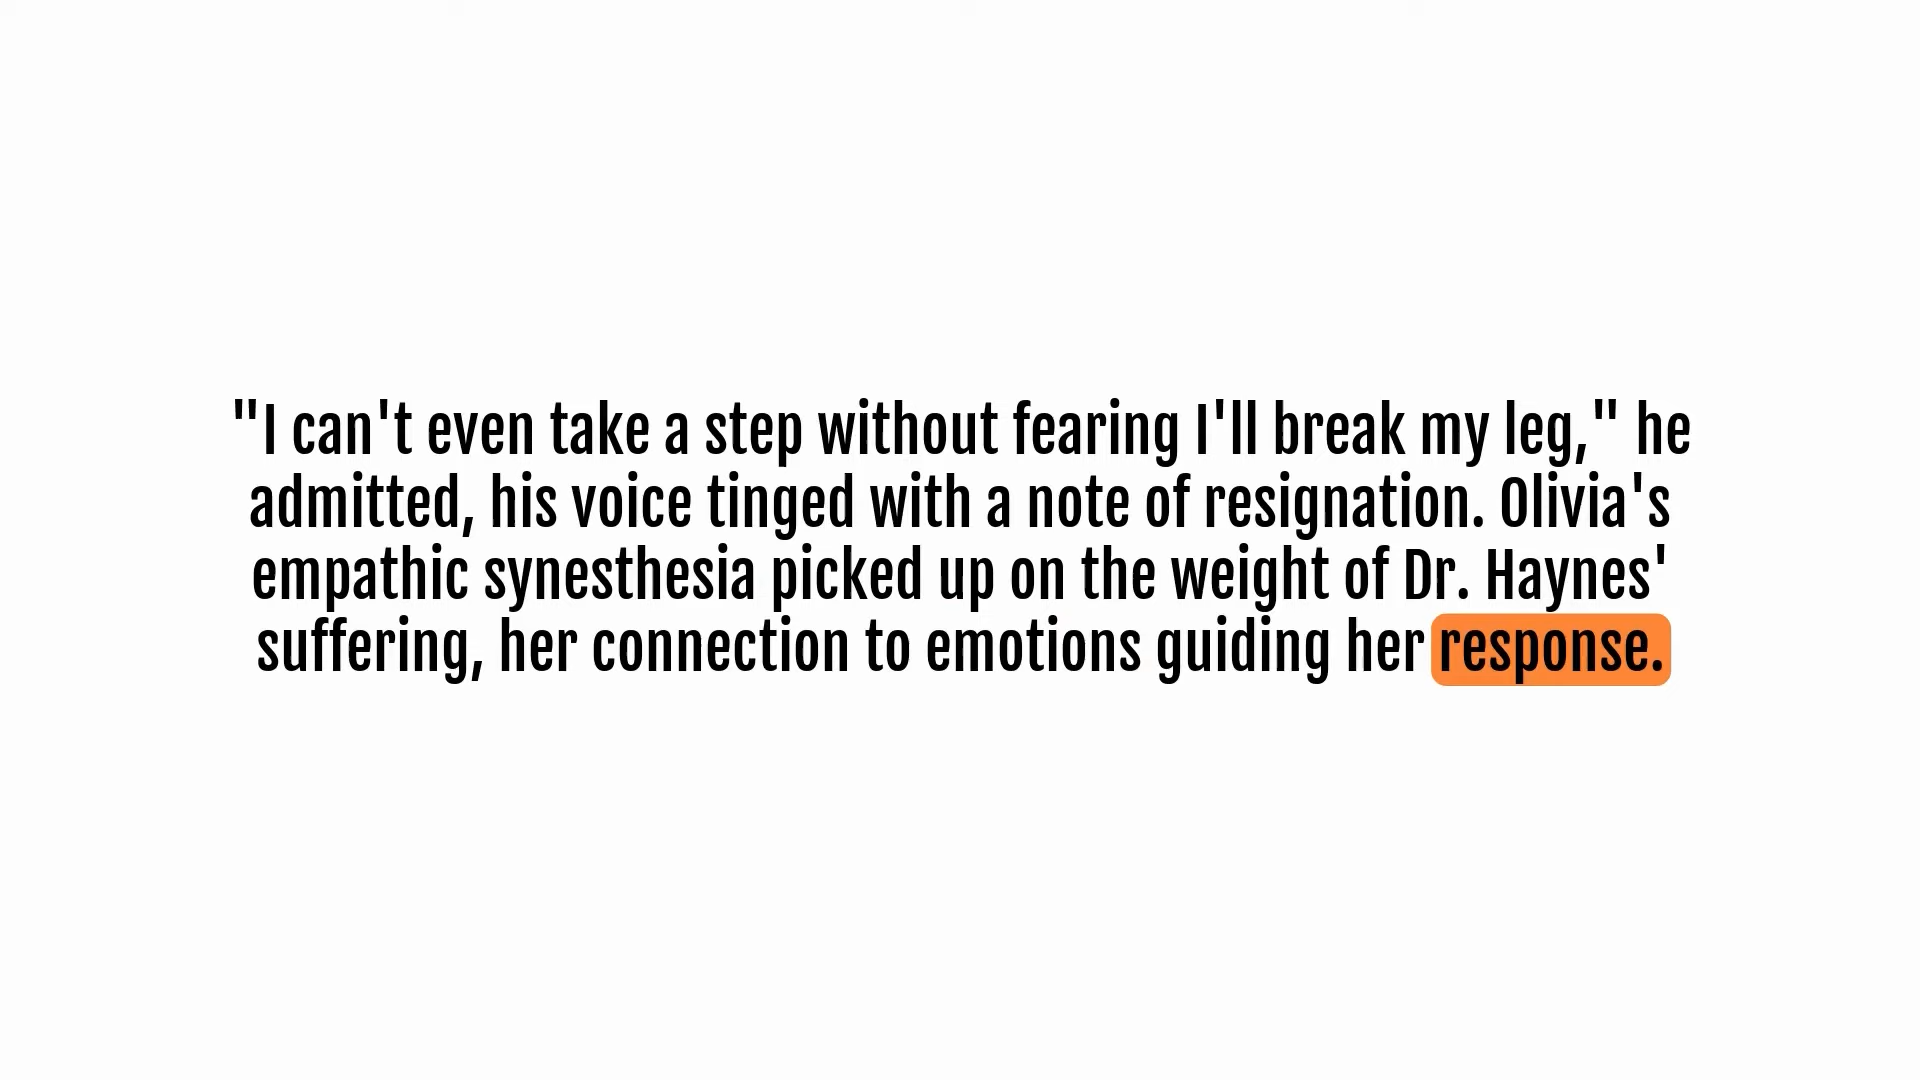 "I can't even take a step without fearing I'll break my leg," he
admitted, his voice tinged with a note of resignation. Olivia's
empathic synesthesia picked up on the weight of Dr. Haynes'
suffering, her connection to emotions guiding her response.